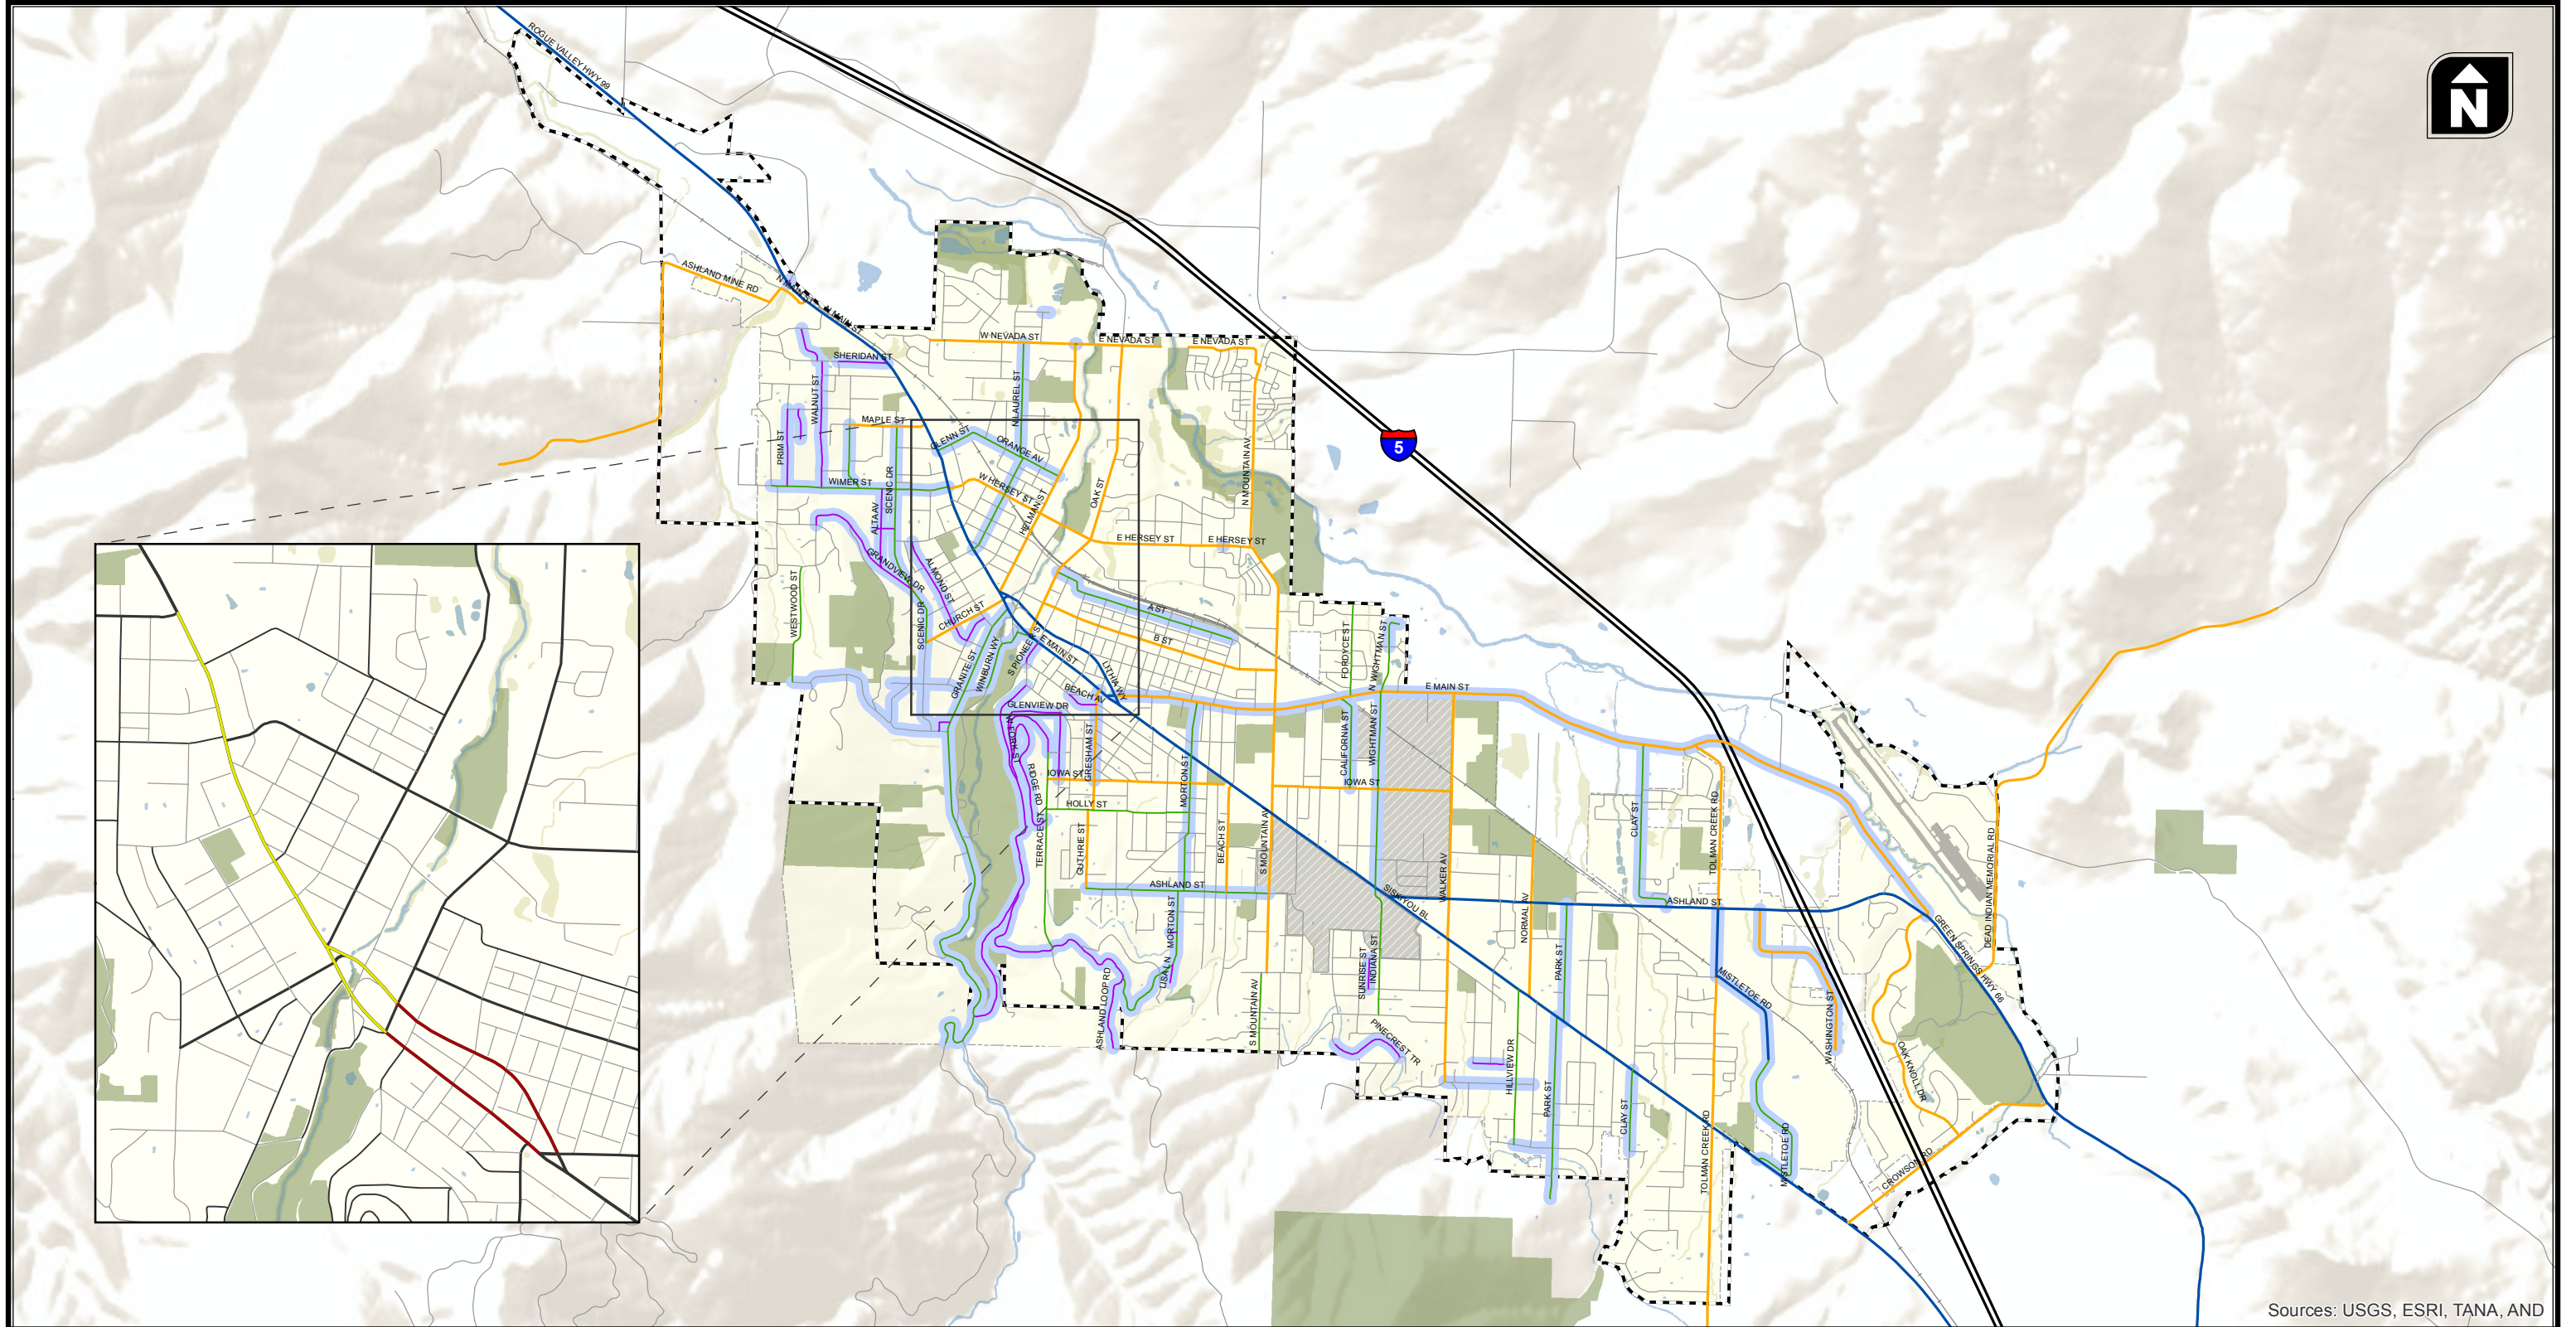 ROGUE VALLEY HWY 99
N
ASHLAND MINE RD
N MAIN ST
N MAIN ST
W NEVADA ST
E NEVADA ST
E NEVADA ST
SHERIDAN ST
WALNUT ST
N LAUREL ST
MAPLE ST
GLENN ST
ORANGE AV
PRIM ST
N MOUNTAIN AV
5
WIMER ST
SCENIC DR
W HERSEY ST
OAK ST
HELMAN ST
ALTA AV
E HERSEY ST
E HERSEY ST
GRANDVIEW DR
ALMOND ST
WESTWOOD ST
CHURCH ST
SCENIC DR
A ST
B ST
FORDYCE ST
N WIGHTMAN ST
GRANITE ST
WINBURN WY
S PIONEER ST
E MAIN ST
LITHIA WY
BEACH AV
E MAIN ST
GLENVIEW DR
N FORK ST
GRESHAM ST
CALIFORNIA ST
WIGHTMAN ST
RIDGE RD
IOWA ST
MORTON ST
IOWA ST
HOLLY ST
TERRACE ST
GUTHRIE ST
BEACH ST
S MOUNTAIN AV
CLAY ST
TOLMAN CREEK RD
DEAD INDIAN MEMORIAL RD
WALKER AV
ASHLAND ST
SISKIYOU BL
NORMAL AV
ASHLAND ST
MORTON ST
LISA LN
GREEN SPRINGS HWY 66
PARK ST
SUNRISE ST
INDIANA ST
MISTLETOE RD
ASHLAND LOOP RD
S MOUNTAIN AV
PINECREST TR
WASHINGTON ST
OAK KNOLL DR
HILLVIEW DR
PARK ST
CLAY ST
TOLMAN CREEK RD
MISTLETOE RD
CROWSON RD
Sources: USGS, ESRI, TANA, AND